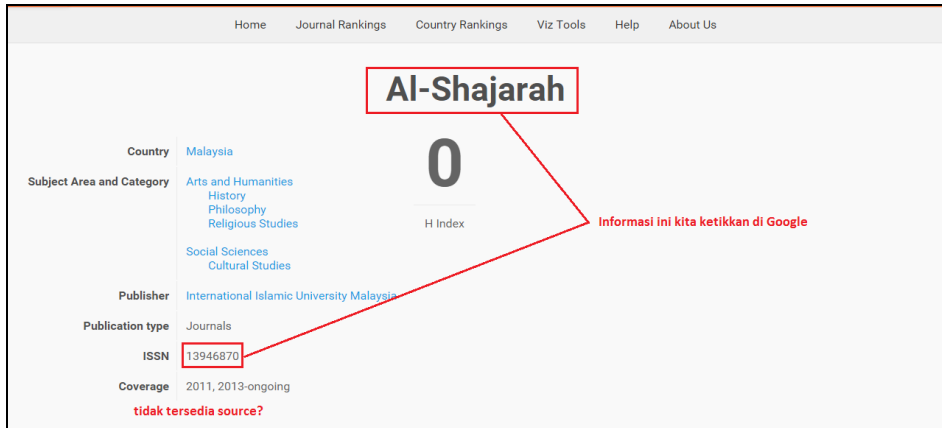 Home Journal Rankings Country Rankings Viz Tools Help About Us
Al-Shajarah
Country Malaysia
0
Subject Area and Category Arts and Humanities
History
Philosophy
Religious Studies
H Index
Informasi ini kita ketikkan di Google
Social Sciences
Cultural Studies
Publisher International Islamic University Malaysia
Publication type Journals
ISSN 13946870
Coverage 2011, 2013-ongoing
tidak tersedia source?